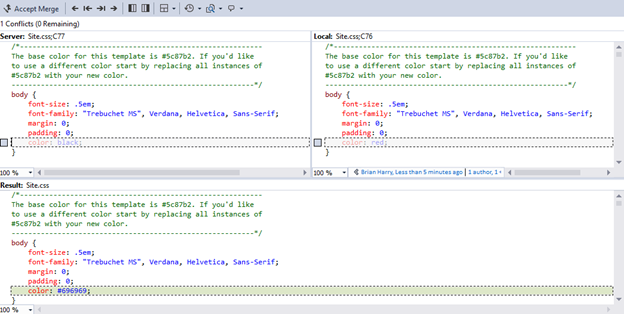 Accept Merge
1 Conflicts (0 Remaining)
Server: Site.css;C77
/*----------------------------------------------------------
The base color for this template is #5c87b2. If you'd like
to use a different color start by replacing all instances of
#5c87b2 with your new color.
----------------------------------------------------------*/
body {
font-size: .5em;
font-family: "Trebuchet MS", Verdana, Helvetica, Sans-Serif;
margin: 0;
padding: 0;
color: black;
}
100 %
Local: Site.css;C76
/*----------------------------------------------------------
The base color for this template is #5c87b2. If you'd like
to use a different color start by replacing all instances of
#5c87b2 with your new color.
----------------------------------------------------------*/
body {
font-size: .5em;
font-family: "Trebuchet MS", Verdana, Helvetica, Sans-Serif;
margin: 0;
padding: 0;
color: red;
}
100 % Brian Harry, Less than 5 minutes ago | 1 author, 1
Result: Site.css
/*----------------------------------------------------------
The base color for this template is #5c87b2. If you'd like
to use a different color start by replacing all instances of
#5c87b2 with your new color.
----------------------------------------------------------*/
body {
font-size: .5em;
font-family: "Trebuchet MS", Verdana, Helvetica, Sans-Serif;
margin: 0;
padding: 0;
color: #696969;
}
100 %